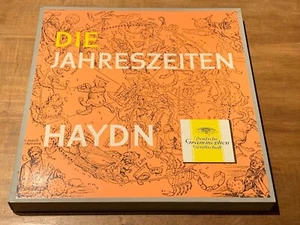 DIE
JAHRESZEITEN
HAYDN
Deutsche
Grammophon
Gesellschaft